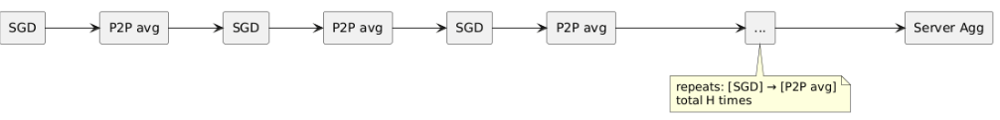 SGD
P2P avg
SGD
P2P avg
SGD
P2P avg
...
Server Agg
repeats: [SGD] → [P2P avg]
total H times